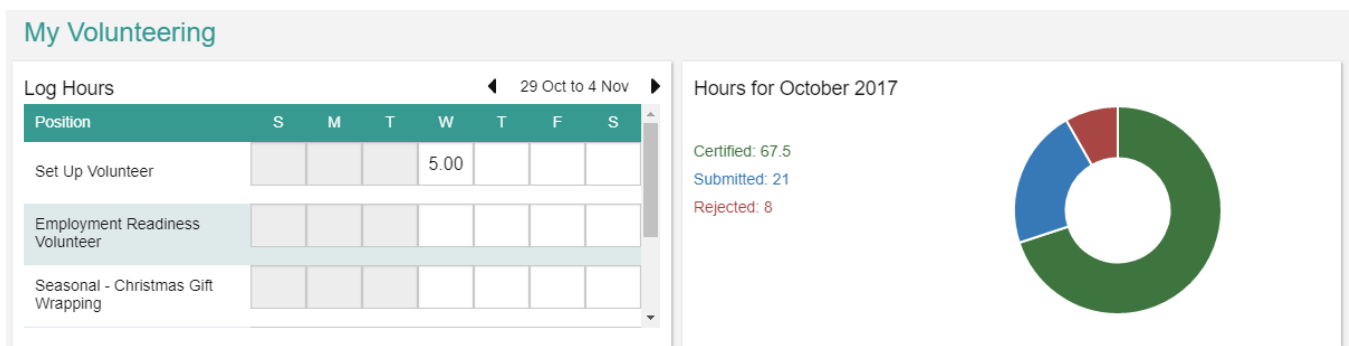 My Volunteering
Log Hours
29 Oct to 4 Nov
Position S M T W T F S
Set Up Volunteer 5.00
Employment Readiness
Volunteer
Seasonal - Christmas Gift
Wrapping
Hours for October 2017
Certified: 67.5
Submitted: 21
Rejected: 8